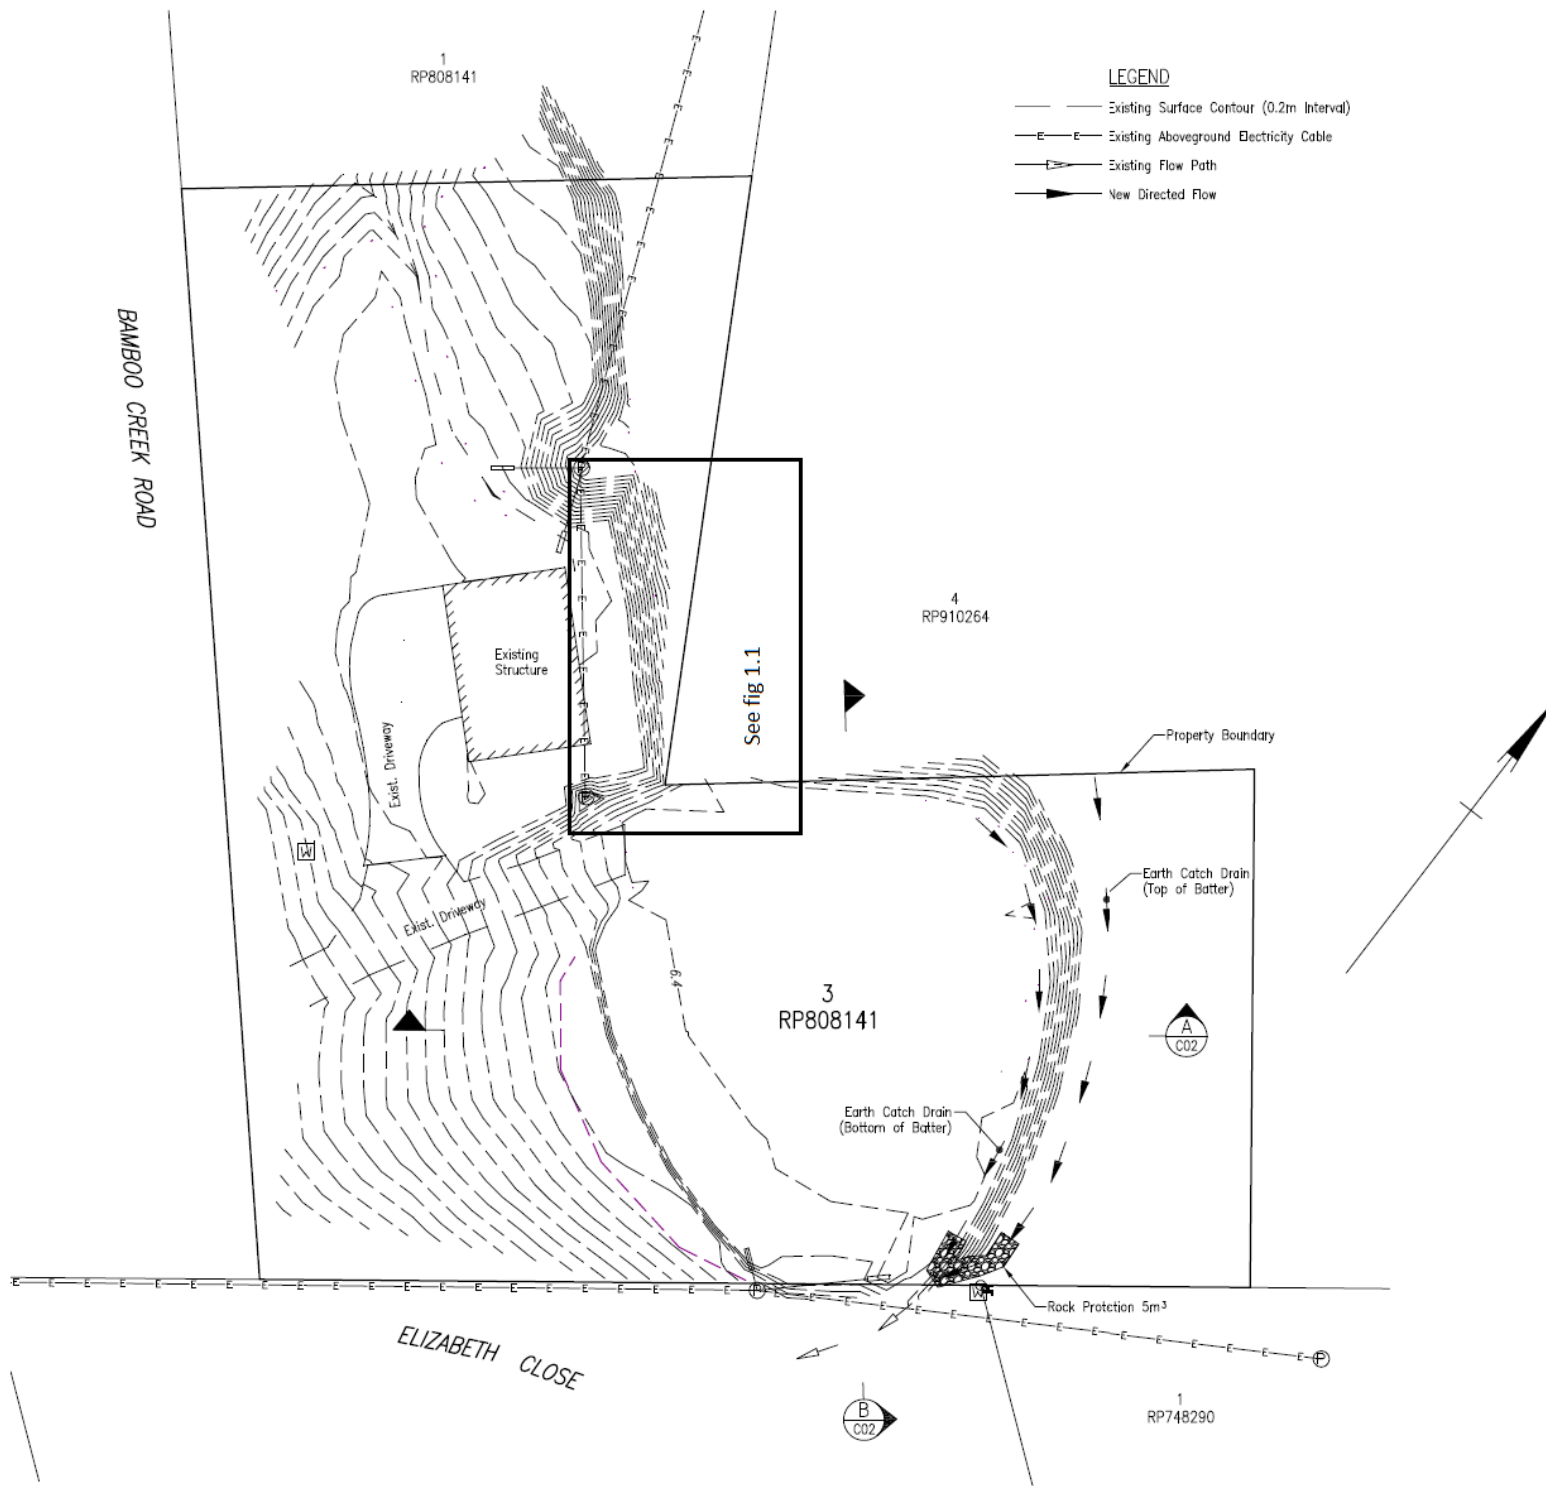 1
RP808141
LEGEND
Existing Surface Contour (0.2m Interval)
E E Existing Aboveground Electricity Cable
Existing Flow Path
New Directed Flow
BAMBOO CREEK ROAD
Existing
Structure
Exist. Driveway
See fig 1.1
4
RP910264
Property Boundary
W
Exist. Driveway
Earth Catch Drain
(Top of Batter)
6.4
3
RP808141
A
C02
Earth Catch Drain
(Bottom of Batter)
P
W
Rock Protetion 5m³
P
ELIZABETH CLOSE
B
C02
1
RP748290